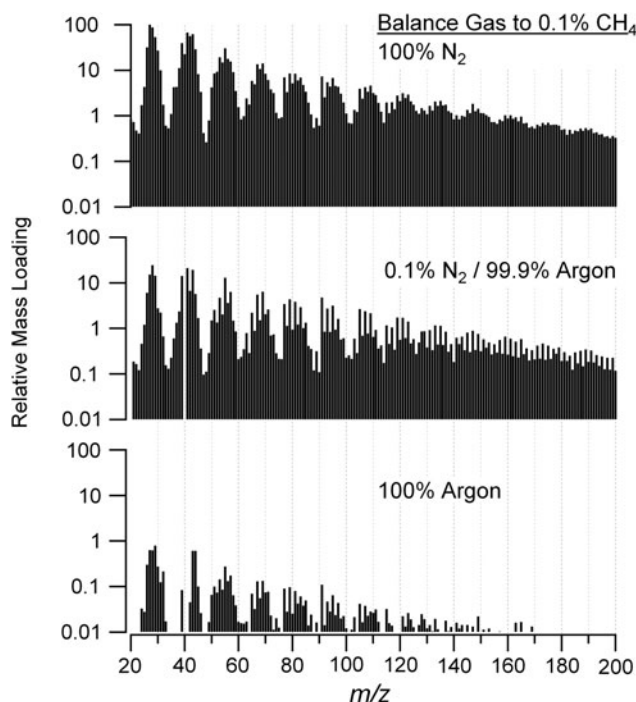 Balance Gas to 0.1% CH₄
100% N₂
100
10
1
0.1
0.01
0.1% N₂ / 99.9% Argon
100
10
1
0.1
0.01
Relative Mass Loading
100% Argon
100
10
1
0.1
0.01
20 40 60 80 100 120 140 160 180 200
m/z